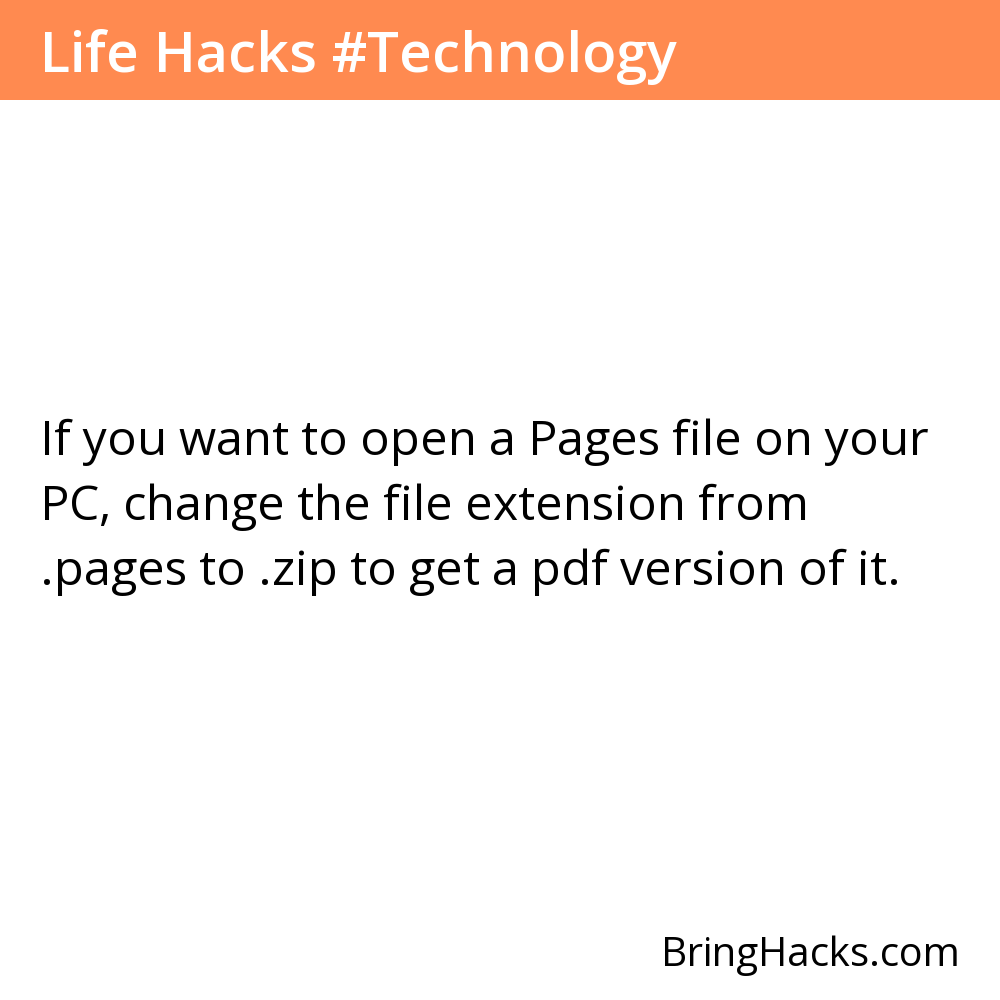 Life Hacks #Technology
If you want to open a Pages file on your
PC, change the file extension from
.pages to .zip to get a pdf version of it.
BringHacks.com